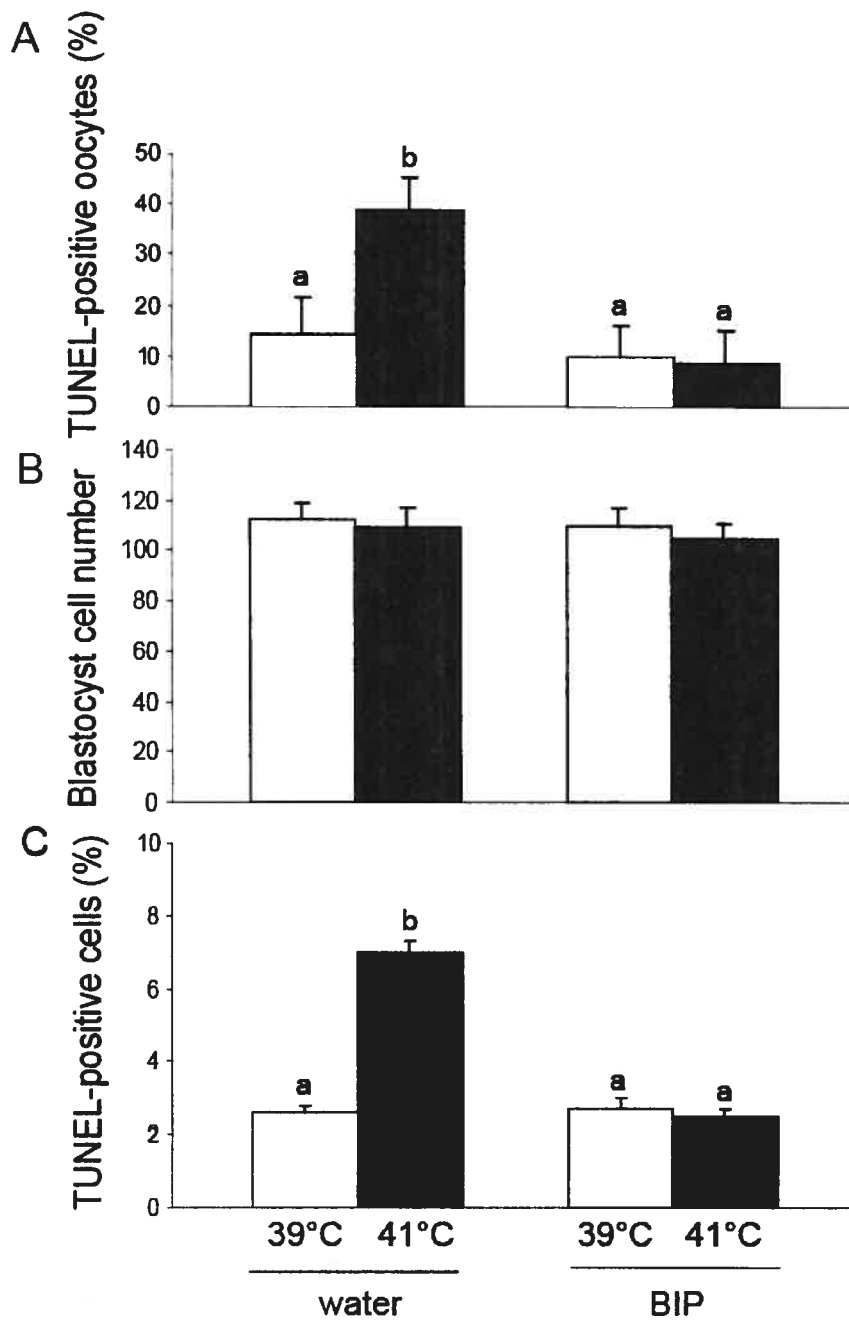 A
TUNEL-positive oocytes (%)
50
40
30
20
10
0
a
b
a
a
B
Blastocyst cell number
140
120
100
80
60
40
20
0
C
TUNEL-positive cells (%)
10
8
6
4
2
0
a
b
a
a
39°C 41°C 39°C 41°C
water BIP